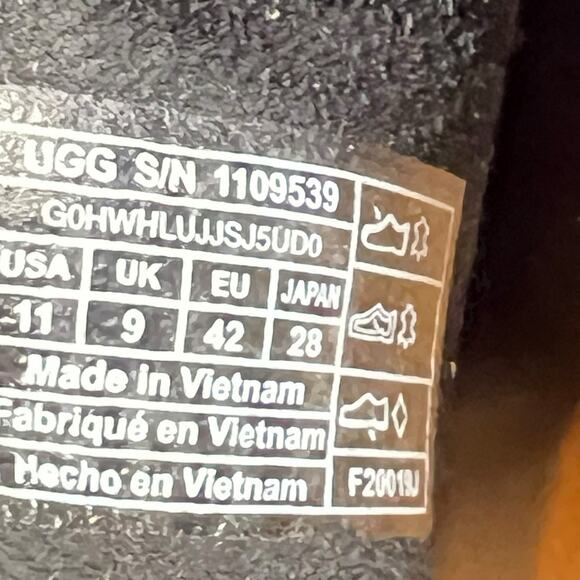 UGG S/N 1109539
G0HWHLUJJSJ5UD0
USA UK EU JAPAN
11 9 42 28
Made in Vietnam
Fabriqué en Vietnam
Hecho en Vietnam